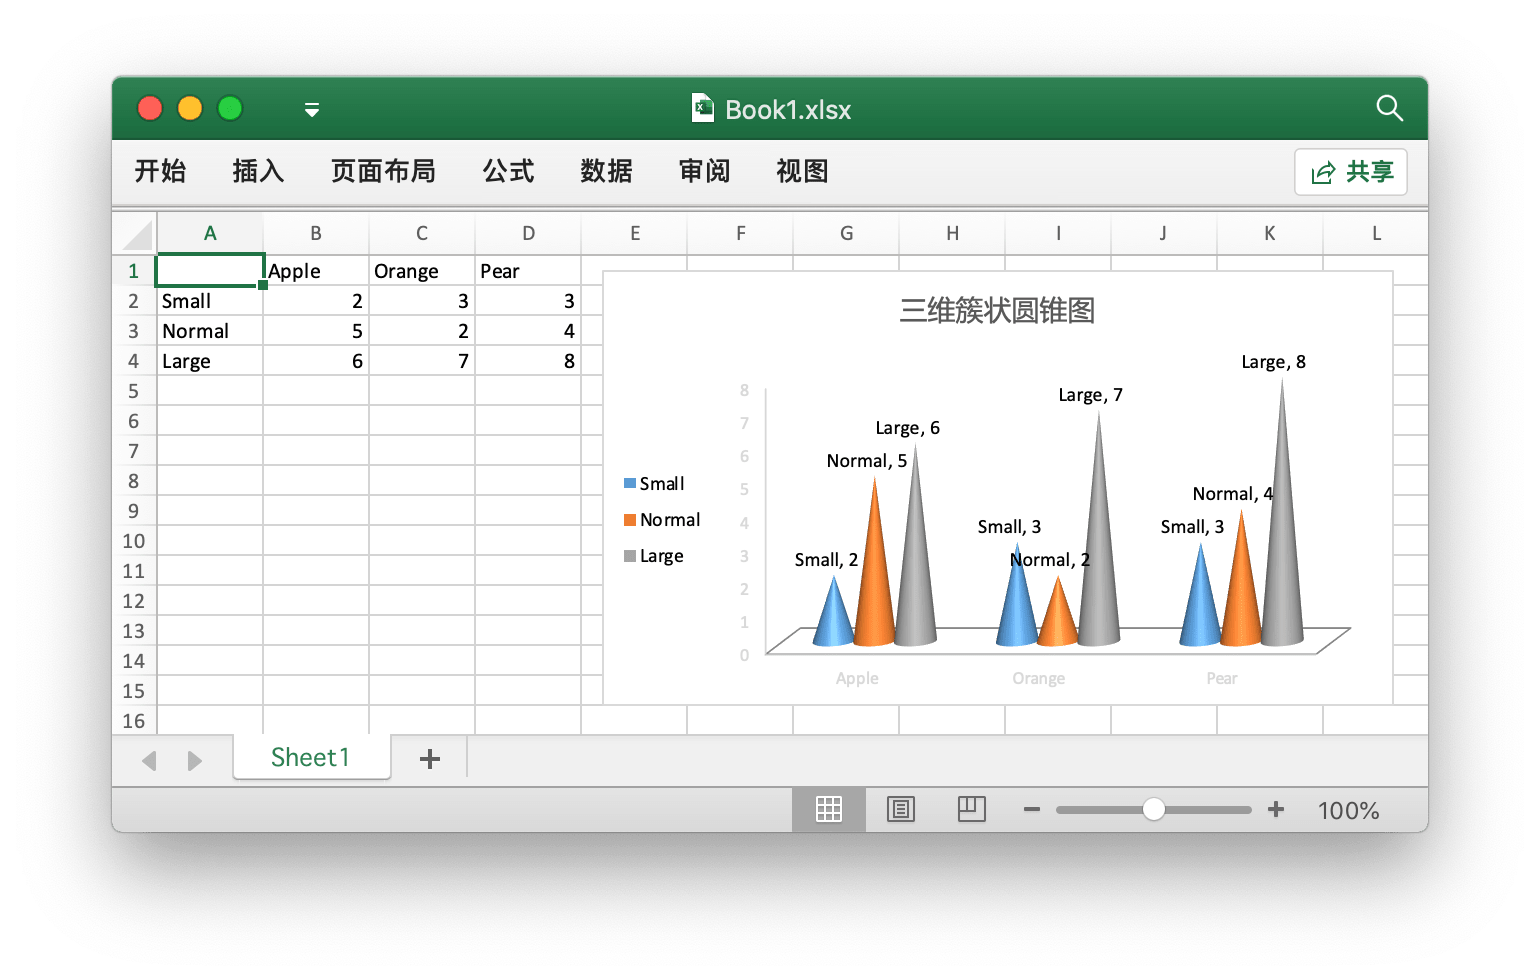 Book1.xlsx
开始 插入 页面布局 公式 数据 审阅 视图 共享
A B C D E F G H I J K L
1 Apple Orange Pear
2 Small 2 3 3
3 Normal 5 2 4
4 Large 6 7 8
5
6
7
8
9
10
11
12
13
14
15
16
三维簇状圆锥图
Small
Normal
Large
8
7
6
5
4
3
2
1
0
Small, 2
Normal, 5
Large, 6
Small, 3
Normal, 2
Large, 7
Small, 3
Normal, 4
Large, 8
Apple Orange Pear
Sheet1
100%